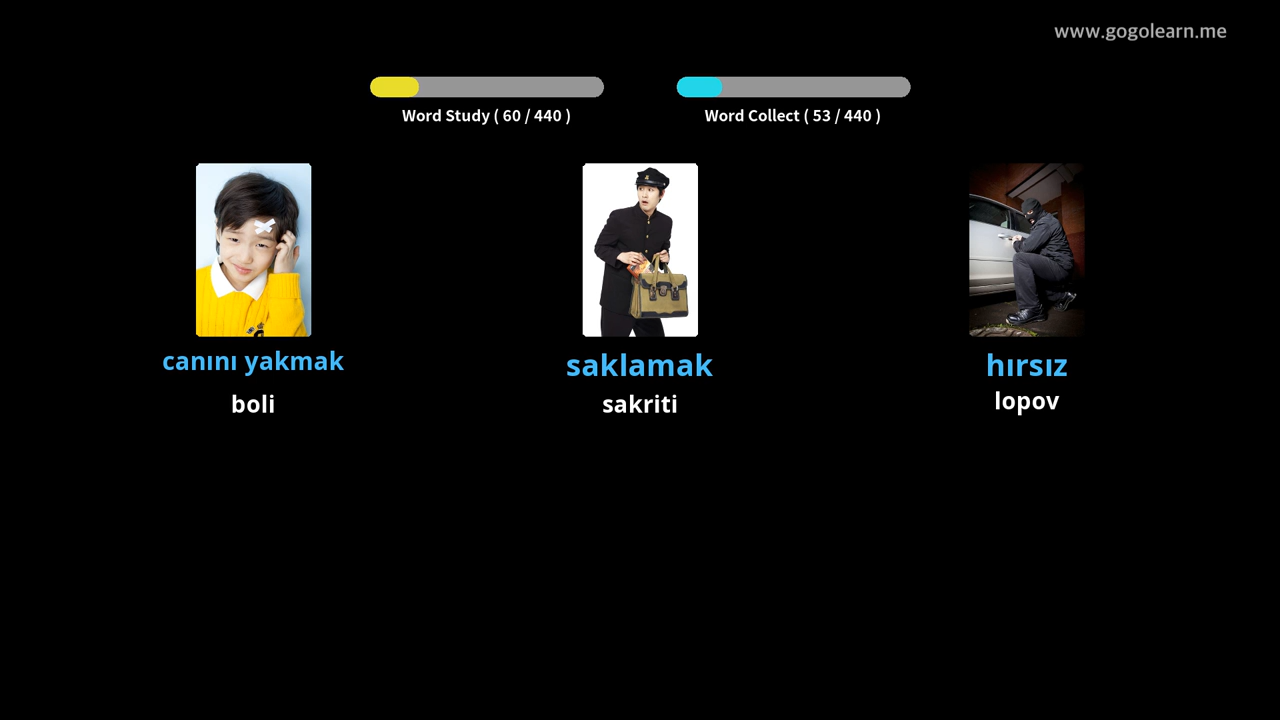 www.gogolearn.me
Word Study ( 60 / 440 )
Word Collect ( 53 / 440 )
canını yakmak
saklamak
hırsız
boli
sakriti
lopov